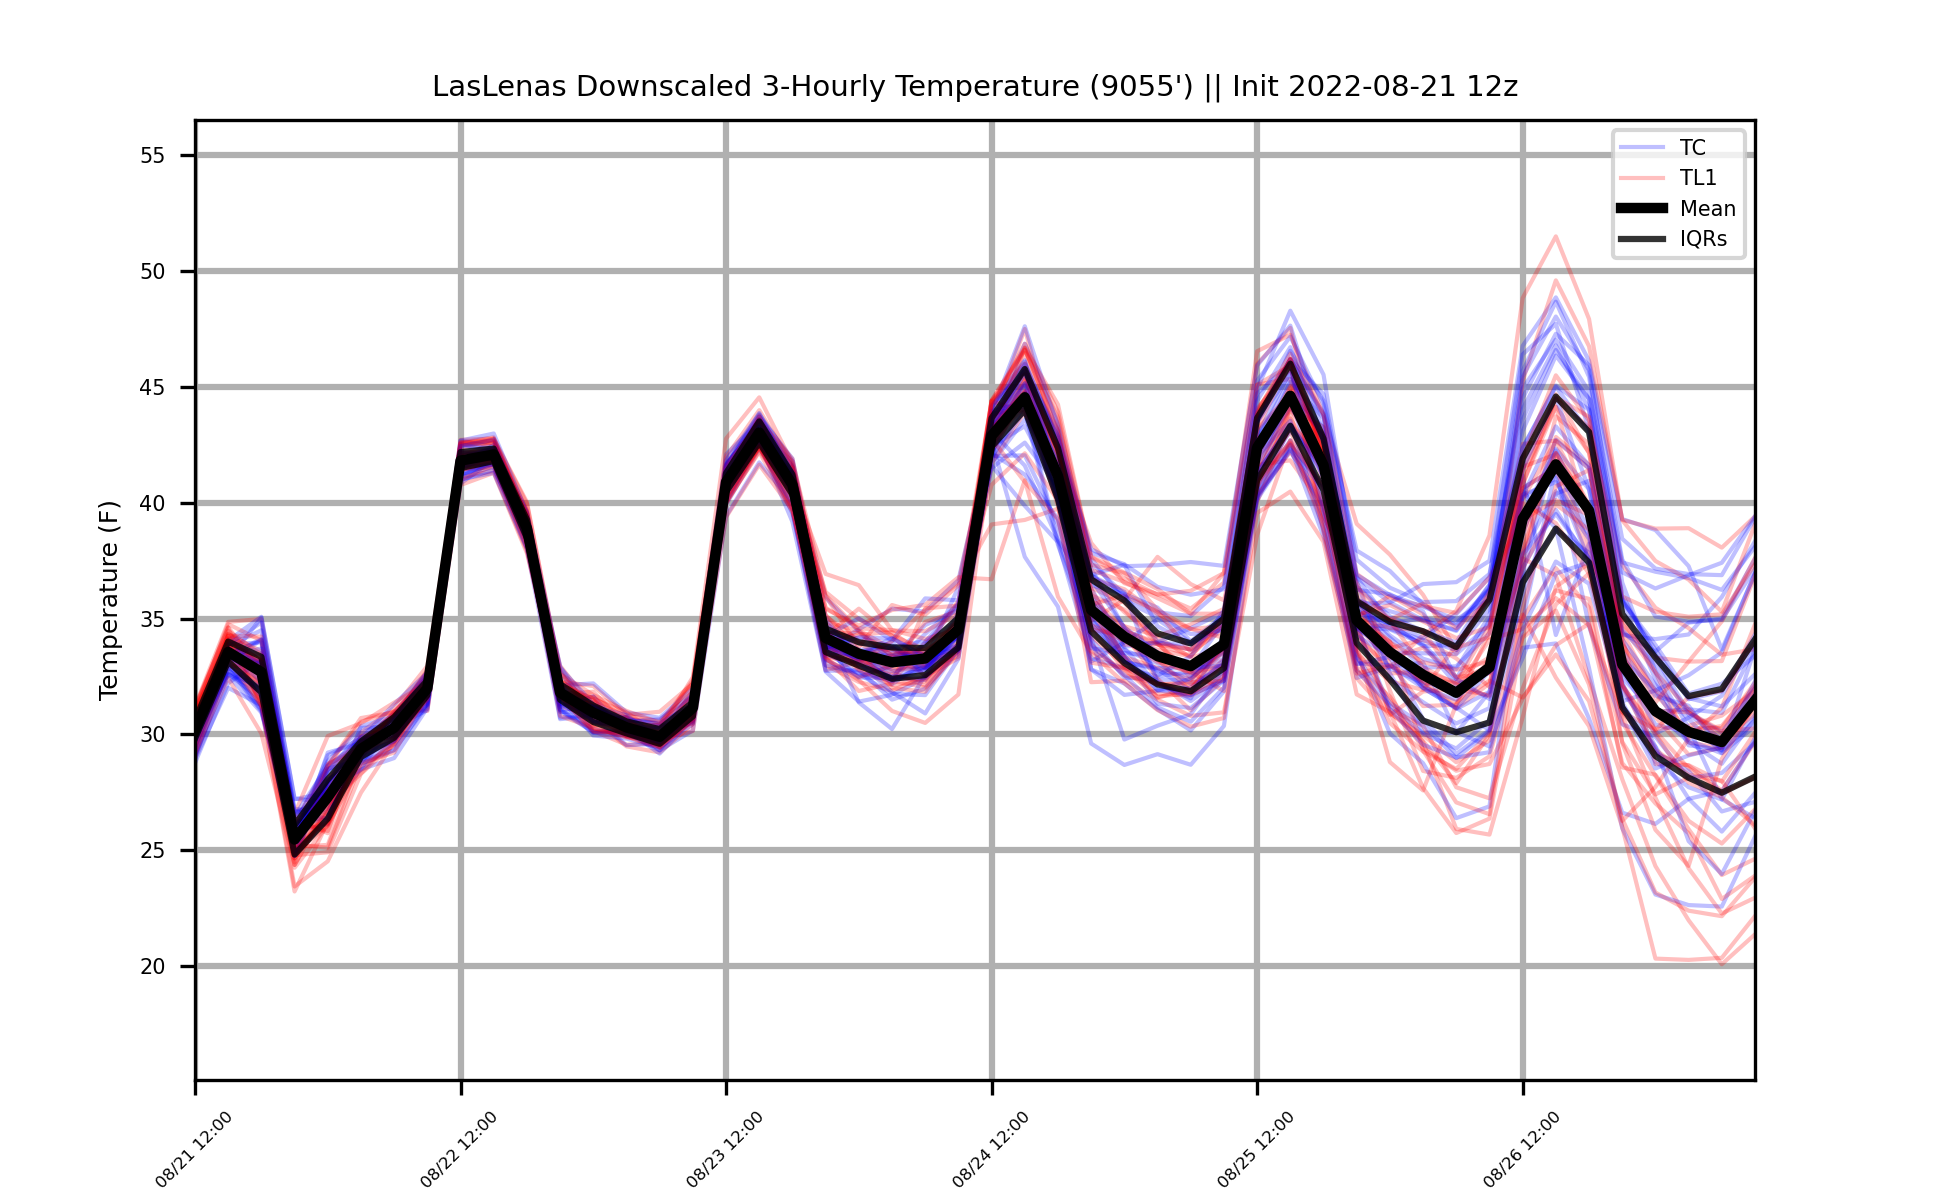 LasLenas Downscaled 3-Hourly Temperature (9055') || Init 2022-08-21 12z
TC
TL1
Mean
IQRs
Temperature (F)
55
50
45
40
35
30
25
20
08/21 12:00
08/22 12:00
08/23 12:00
08/24 12:00
08/25 12:00
08/26 12:00